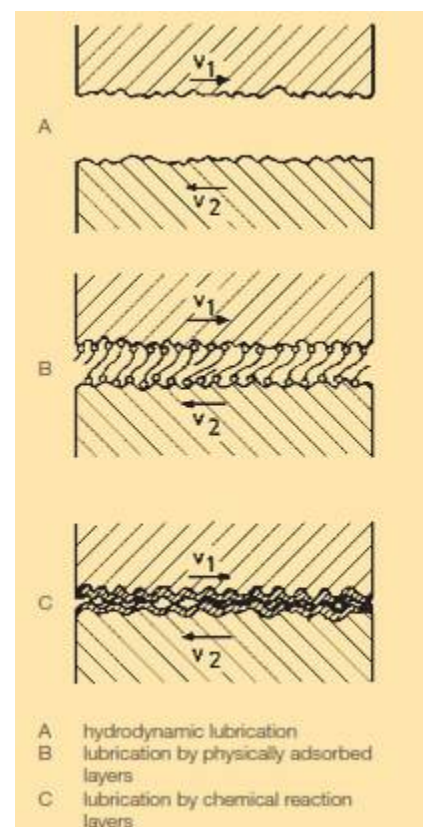 V1
A
V2
V1
B
V2
V1
C
V2
A hydrodynamic lubrication
B lubrication by physically adsorbed
layers
C lubrication by chemical reaction
layers